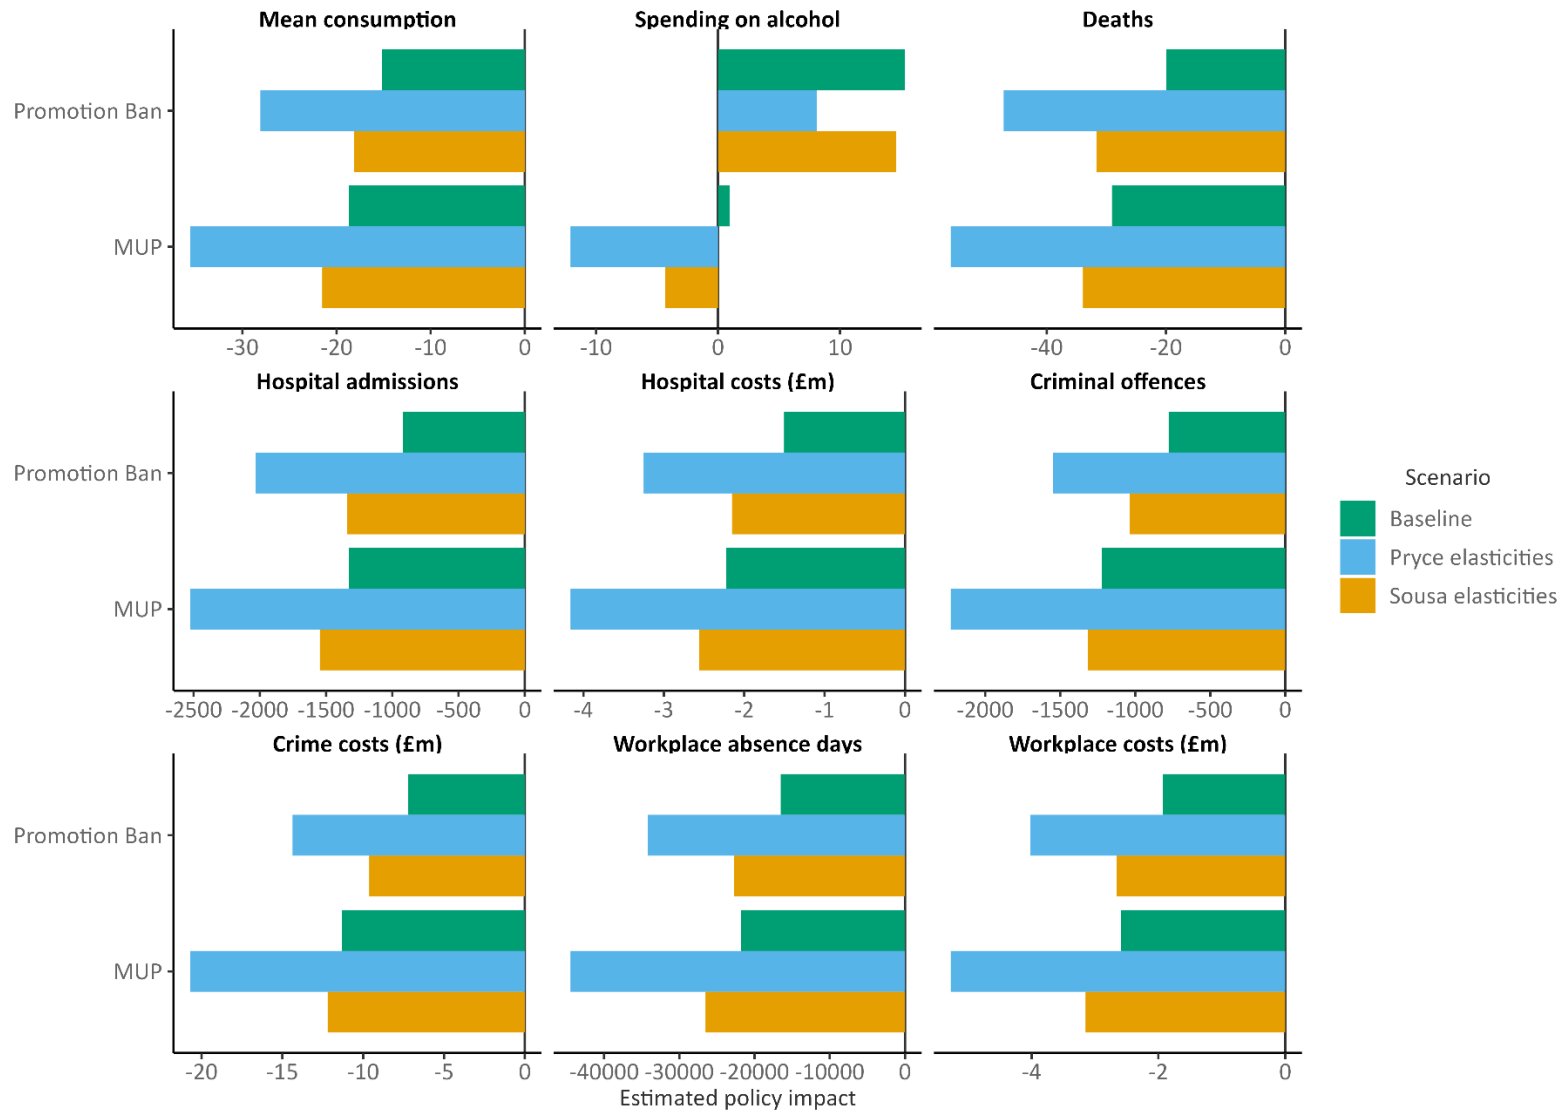 Mean consumption
Spending on alcohol
Deaths
Promotion Ban
MUP
-30 -20 -10 0
-10 0 10
-40 -20 0
Hospital admissions
Hospital costs (£m)
Criminal offences
Promotion Ban
MUP
-2500 -2000 -1500 -1000 -500 0
-4 -3 -2 -1 0
-2000 -1500 -1000 -500 0
Crime costs (£m)
Workplace absence days
Workplace costs (£m)
Promotion Ban
MUP
-20 -15 -10 -5 0
-40000 -30000 -20000 -10000 0
-4 -2 0
Estimated policy impact
Scenario
Baseline
Pryce elasticities
Sousa elasticities